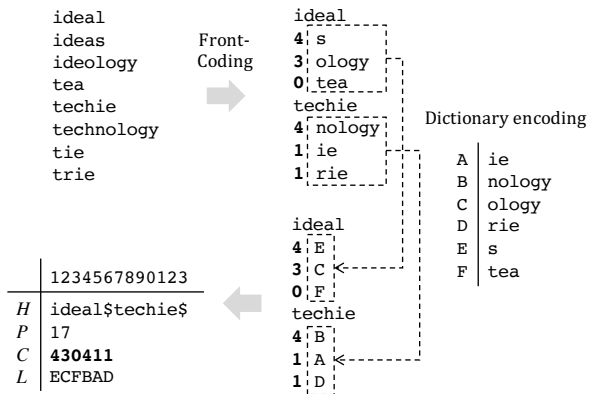 ideal
ideas
ideology
tea
techie
technology
tie
trie
Front-
Coding
ideal
4 s
3 ology
0 tea
techie
4 nology
1 ie
1 rie
Dictionary encoding
A ie
B nology
C ology
D rie
E s
F tea
ideal
4 E
3 C
0 F
techie
4 B
1 A
1 D
1234567890123
H ideal$techie$
P 17
C 430411
L ECFBAD